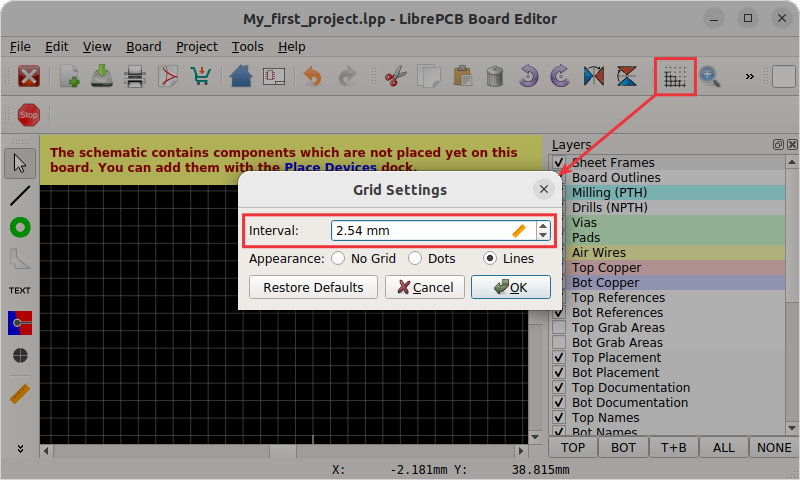 My_first_project.lpp - LibrePCB Board Editor
File Edit View Board Project Tools Help
»
Stop
The schematic contains components which are not placed yet on this
board. You can add them with the Place Devices dock.
TEXT
»
Grid Settings
Interval: 2.54 mm
Appearance: No Grid Dots Lines
Restore Defaults Cancel OK
Layers
Sheet Frames
Board Outlines
Milling (PTH)
Drills (NPTH)
Vias
Pads
Air Wires
Top Copper
Bot Copper
Top References
Bot References
Top Grab Areas
Bot Grab Areas
Top Placement
Bot Placement
Top Documentation
Bot Documentation
Top Names
Bot Names
TOP BOT T+B ALL NONE
X: -2.181mm Y: 38.815mm